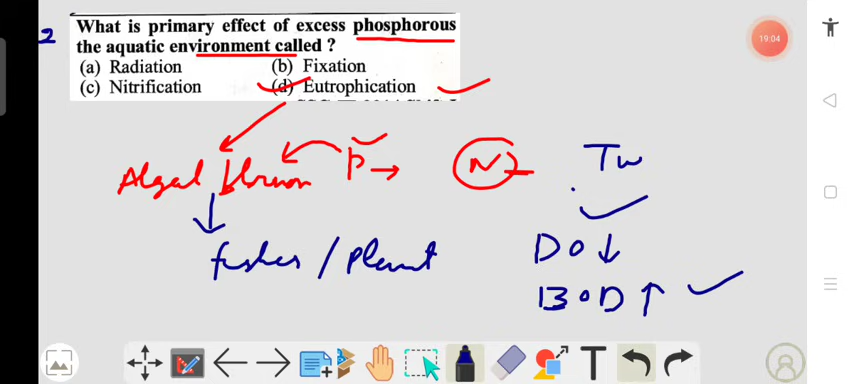 2 What is primary effect of excess phosphorous
the aquatic environment called ?
(a) Radiation (b) Fixation
(c) Nitrification (d) Eutrophication
Algal bloom P → N2 Tw
fishes / plant DO ↓
BOD ↑
19:04
T